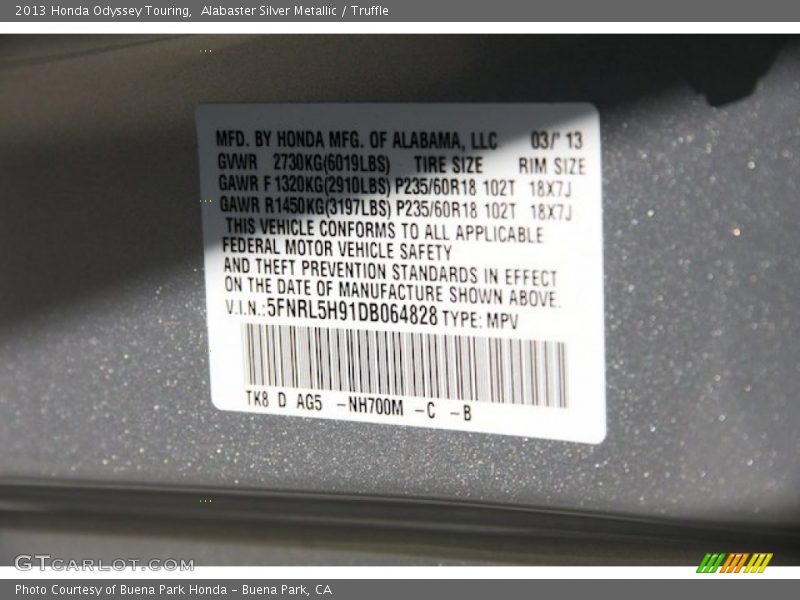 2013 Honda Odyssey Touring,  Alabaster Silver Metallic / Truffle
MFD. BY HONDA MFG. OF ALABAMA, LLC 03/' 13
GVWR 2730KG(6019LBS) TIRE SIZE RIM SIZE
GAWR F 1320KG(2910LBS) P235/60R18 102T 18X7J
GAWR R1450KG(3197LBS) P235/60R18 102T 18X7J
THIS VEHICLE CONFORMS TO ALL APPLICABLE
FEDERAL MOTOR VEHICLE SAFETY
AND THEFT PREVENTION STANDARDS IN EFFECT
ON THE DATE OF MANUFACTURE SHOWN ABOVE.
V.I.N.: 5FNRL5H91DB064828 TYPE: MPV
TK8 D AG5 -NH700M -C -B
GTCARLOT.COM
Photo Courtesy of Buena Park Honda - Buena Park, CA